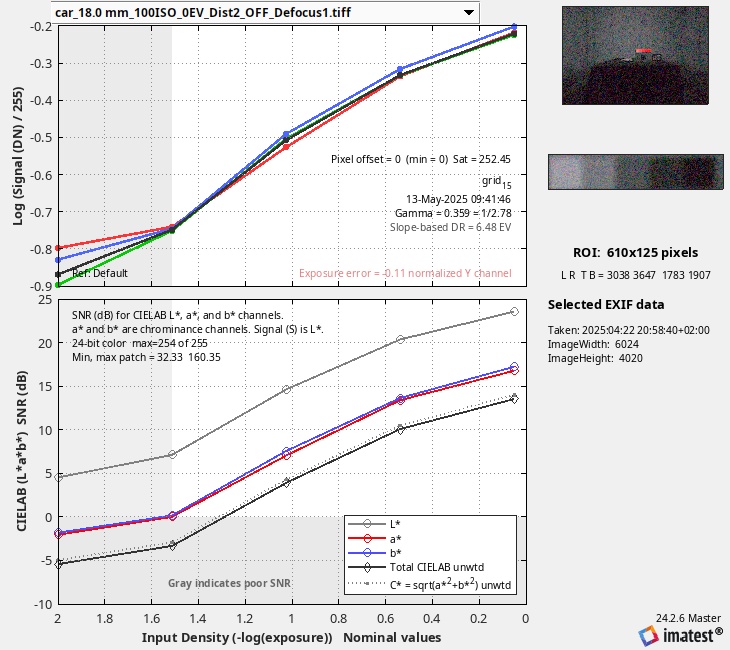 car_18.0 mm_100ISO_0EV_Dist2_OFF_Defocus1.tiff
-0.2
-0.3
-0.4
-0.5
-0.6
-0.7
-0.8
-0.9
Log (Signal (DN) / 255)
Pixel offset = 0 (min = 0) Sat = 252.45
grid15
13-May-2025 09:41:46
Gamma = 0.359 = 1/2.78
Slope-based DR = 6.48 EV
Ref: Default
Exposure error = -0.11 normalized Y channel
ROI: 610x125 pixels
L R T B = 3038 3647 1783 1907
Selected EXIF data
Taken: 2025:04:22 20:58:40+02:00
ImageWidth: 6024
ImageHeight: 4020
25
20
15
10
5
0
-5
-10
CIELAB (L*a*b*) SNR (dB)
SNR (dB) for CIELAB L*, a*, and b* channels.
a* and b* are chrominance channels. Signal (S) is L*.
24-bit color max=254 of 255
Min, max patch = 32.33 160.35
L*
a*
b*
Total CIELAB unwtd
C* = sqrt(a*2+b*2) unwtd
Gray indicates poor SNR
2 1.8 1.6 1.4 1.2 1 0.8 0.6 0.4 0.2 0
Input Density (-log(exposure)) Nominal values
24.2.6 Master
imatest®